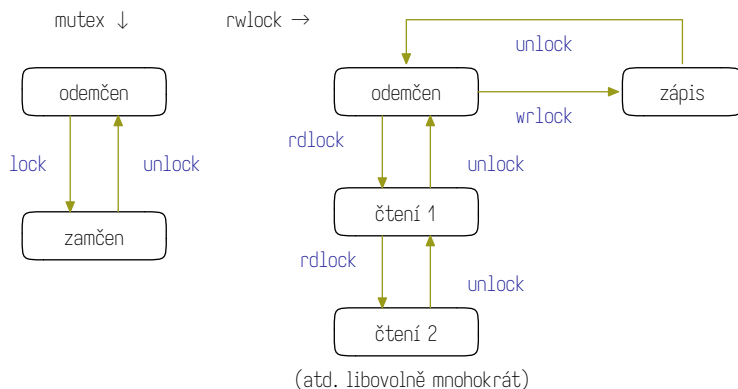 mutex ↓
rwlock →
unlock
odemčen
odemčen
zápis
wrlock
rdlock
lock
unlock
unlock
zamčen
čtení 1
rdlock
unlock
čtení 2
(atd. libovolně mnohokrát)